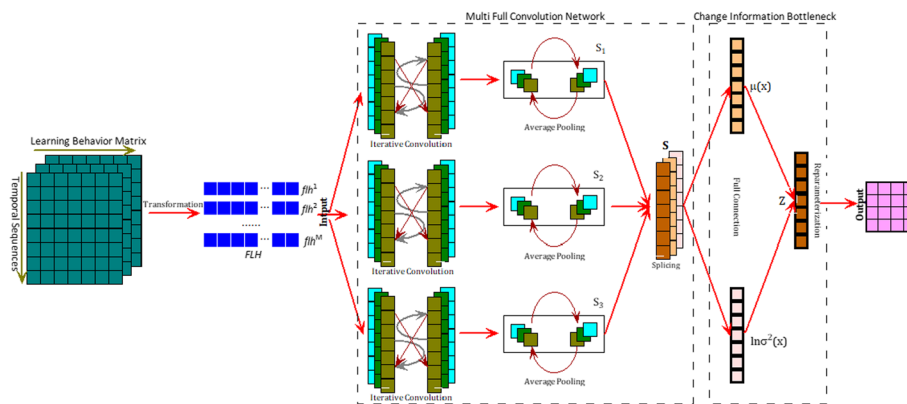 Multi Full Convolution Network
Change Information Bottleneck
Learning Behavior Matrix
Temporal Sequences
Transformation
flh¹
flh²
......
flhᴹ
FLH
Intput
Iterative Convolution
S₁
Average Pooling
Iterative Convolution
S₂
Average Pooling
Iterative Convolution
S₃
Average Pooling
S
Splicing
μ(x)
Full Connection
lnσ²(x)
Z
Reparameterization
Output